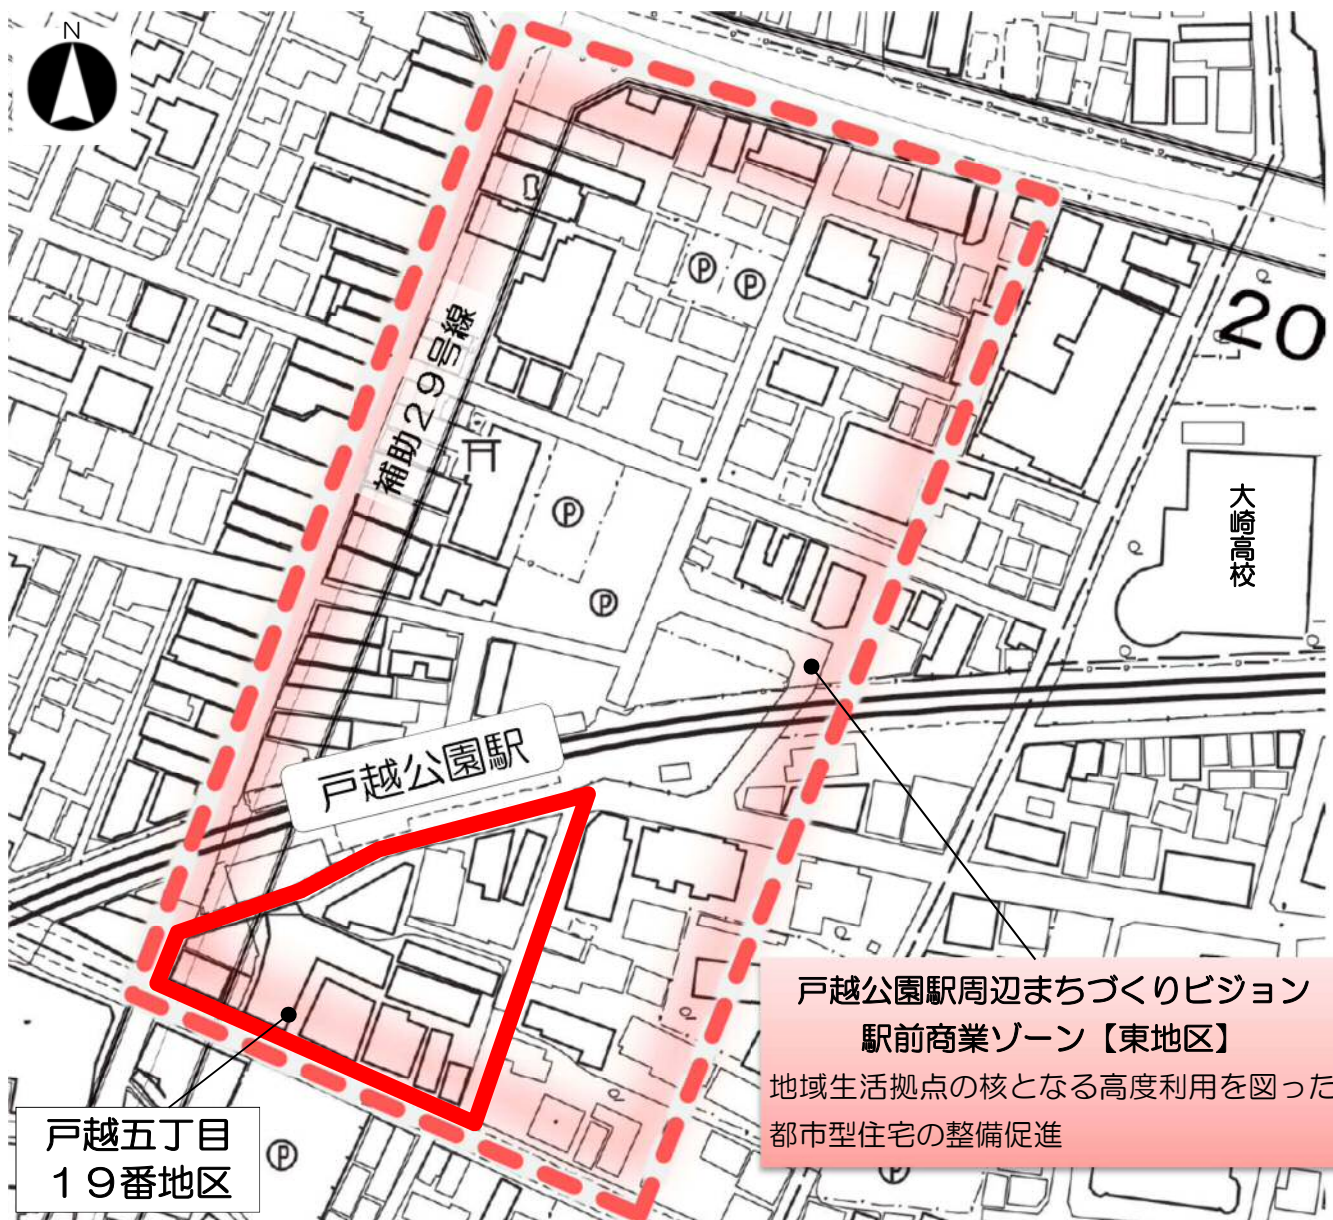 N
補助29号線
20
Ⓟ
Ⓟ
Ⓟ
Ⓟ
大崎高校
戸越公園駅
戸越公園駅周辺まちづくりビジョン
駅前商業ゾーン【東地区】
地域生活拠点の核となる高度利用を図った
都市型住宅の整備促進
戸越五丁目
19番地区
Ⓟ
Ⓟ